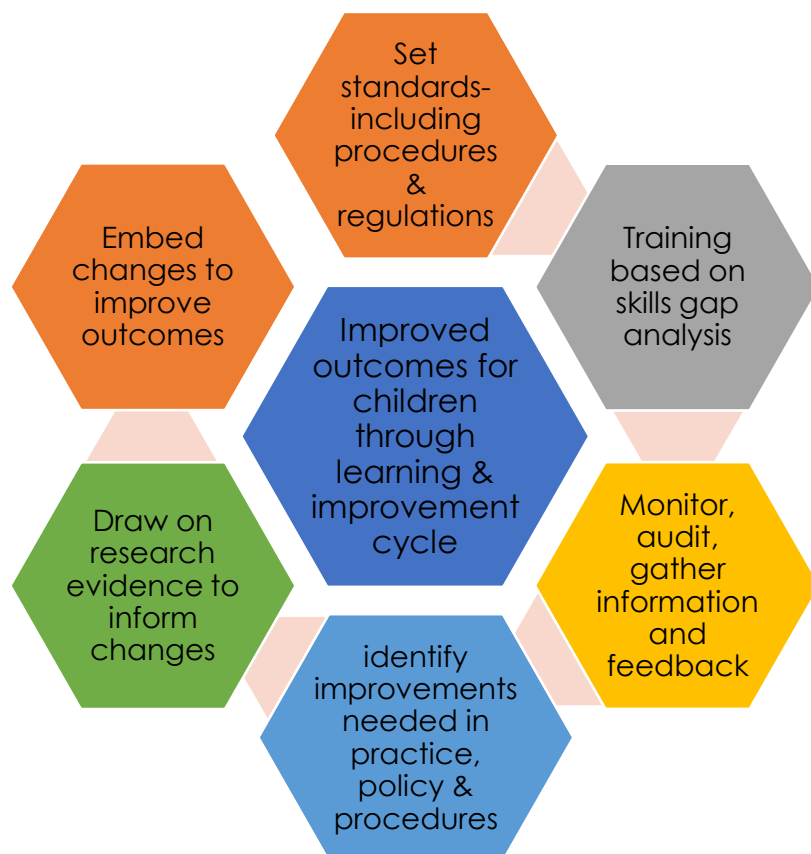 Set
standards-
including
procedures
&
regulations
Training
based on
skills gap
analysis
Monitor,
audit,
gather
information
and
feedback
identify
improvements
needed in
practice,
policy &
procedures
Draw on
research
evidence to
inform
changes
Embed
changes to
improve
outcomes
Improved
outcomes for
children
through
learning &
improvement
cycle